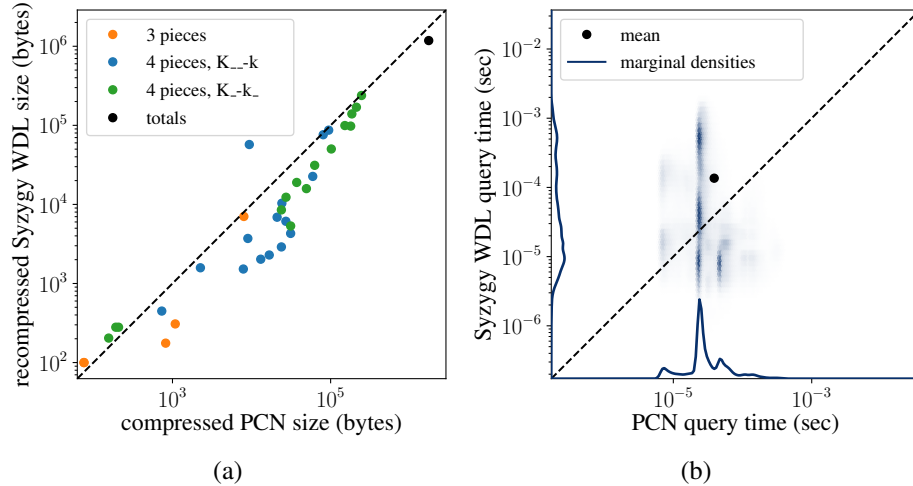 recompressed Syzygy WDL size (bytes)
10^6
10^5
10^4
10^3
10^2
3 pieces
4 pieces, K__-k
4 pieces, K_-k_
totals
10^3
10^5
compressed PCN size (bytes)
(a)
Syzygy WDL query time (sec)
10^-2
10^-3
10^-4
10^-5
10^-6
mean
marginal densities
10^-5
10^-3
PCN query time (sec)
(b)